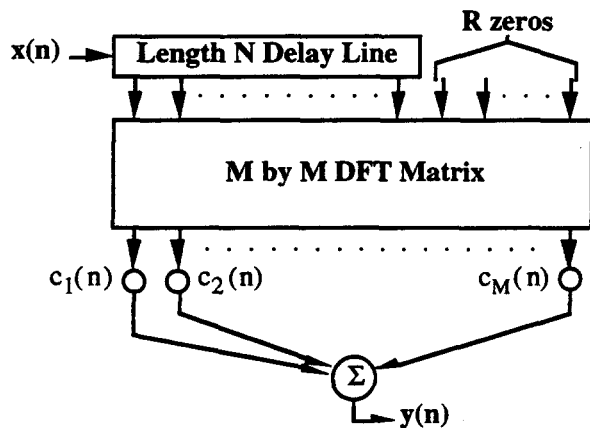 R zeros
x(n)
Length N Delay Line
M by M DFT Matrix
c1(n)
c2(n)
cM(n)
Σ
y(n)